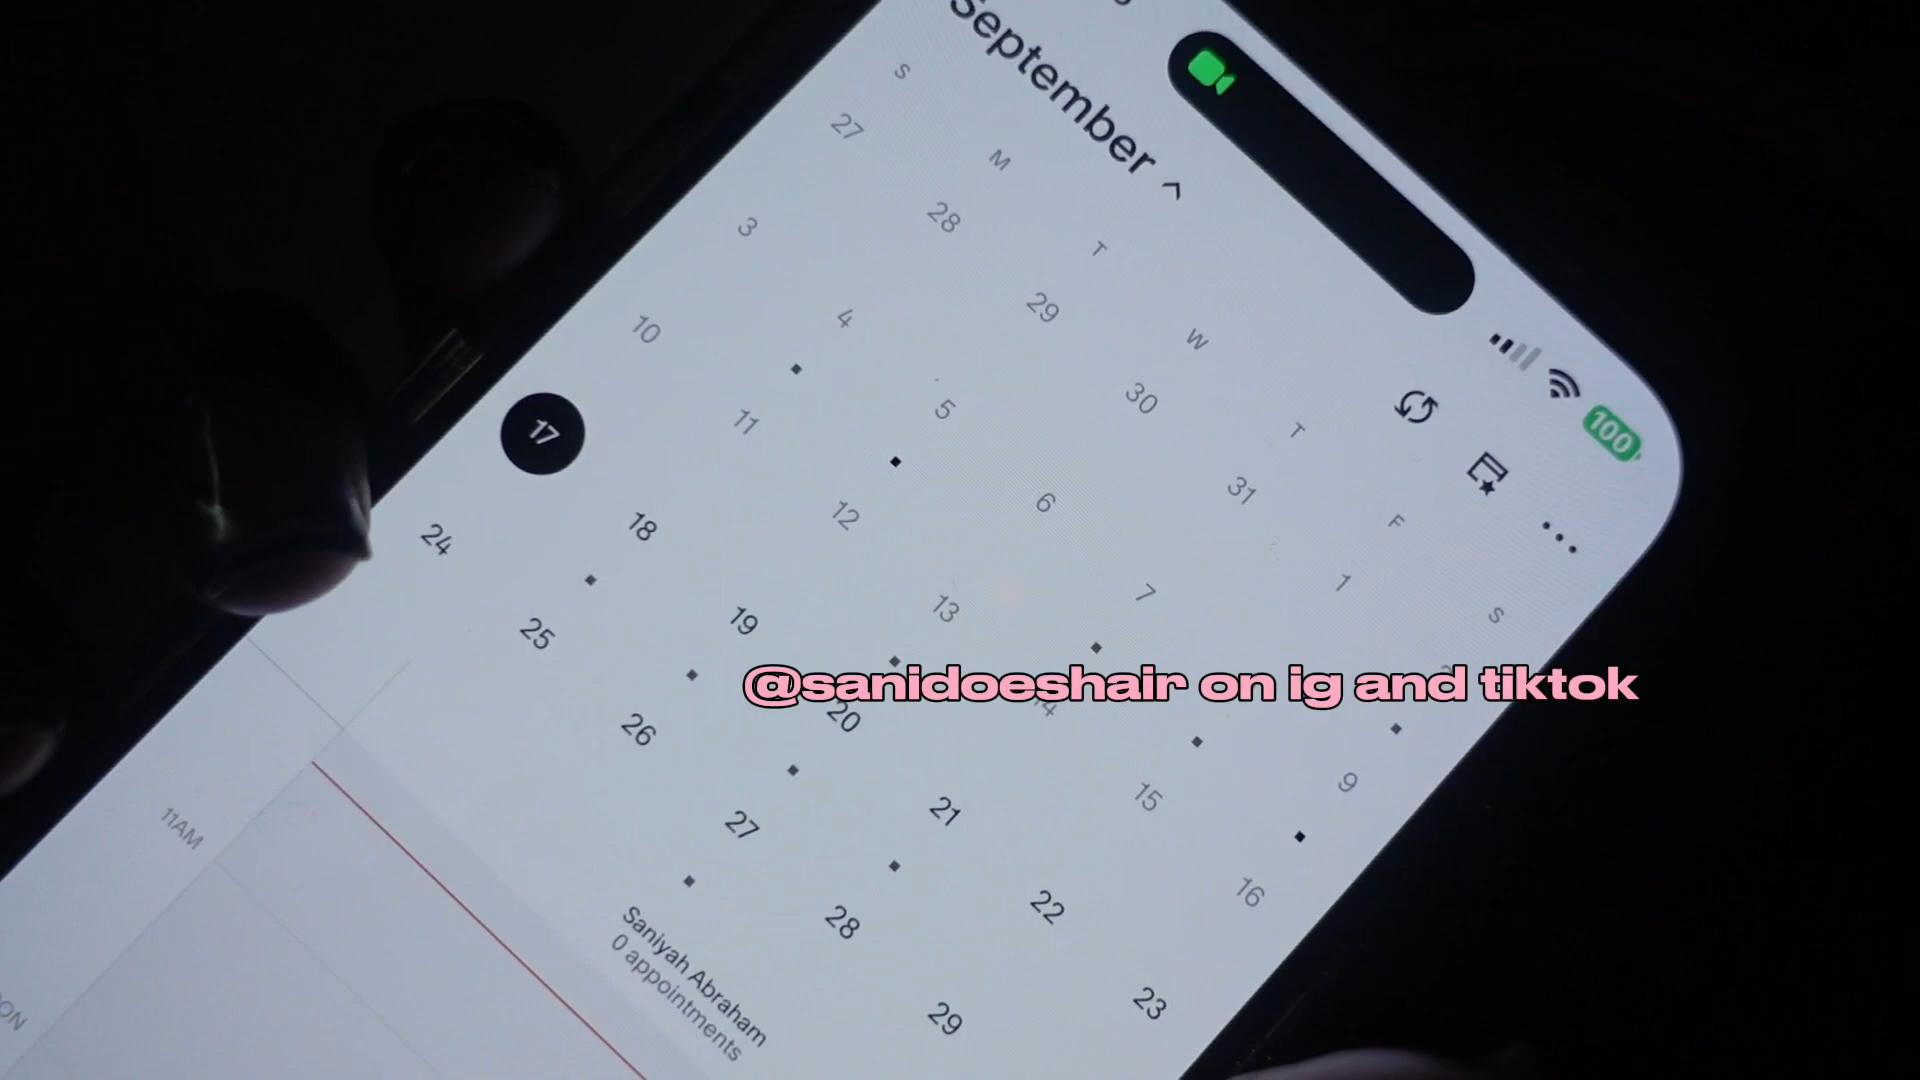 September
S M T W T F S
27 28 29 30 31 1
3 4 5 6 7 9
10 11 12 13 14 15 16
17 18 19 20 21 22 23
24 25 26 27 28 29
100
@sanidoeshair on ig and tiktok
Saniyah Abraham
0 appointments
11AM